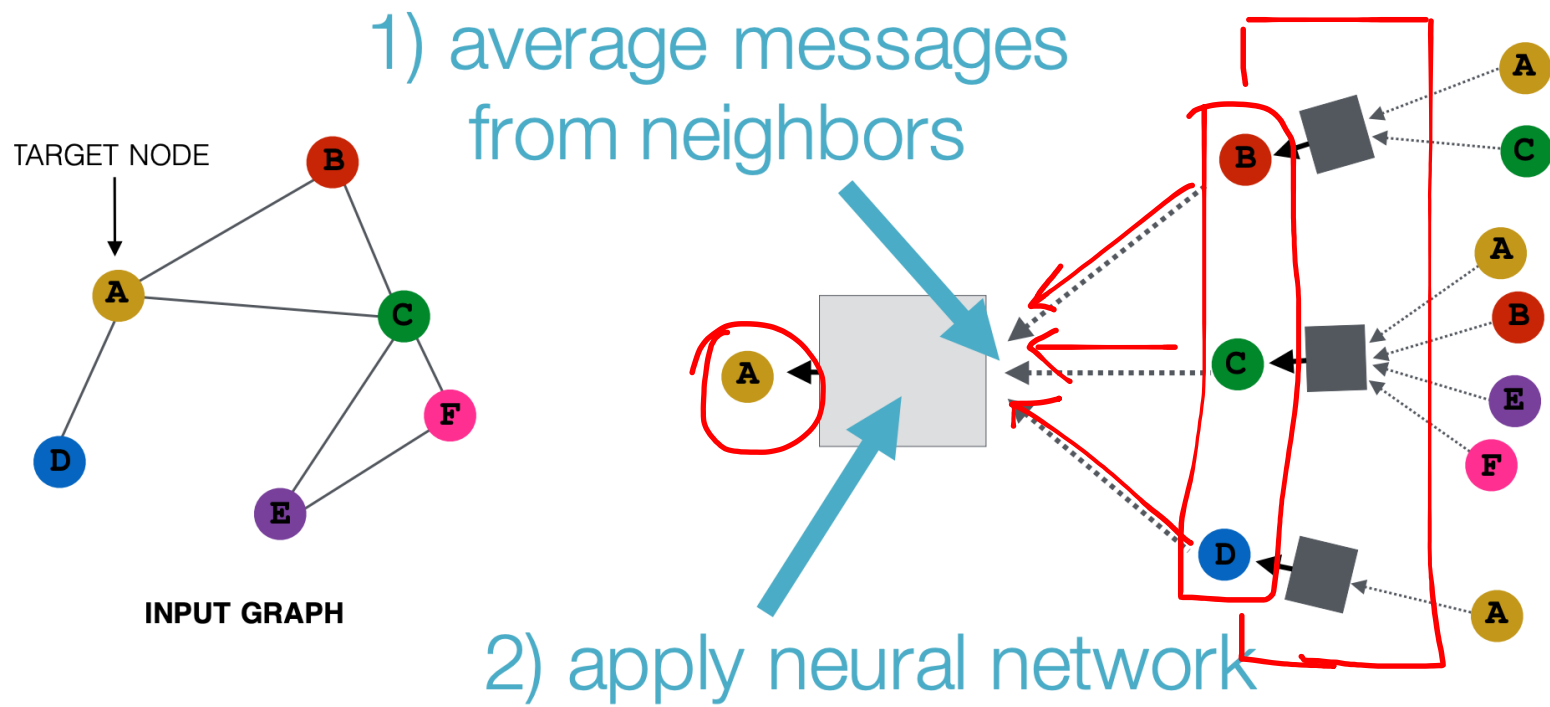 1) average messages
from neighbors
TARGET NODE
B
A
C
F
D
E
INPUT GRAPH
A
B
C
D
A
C
A
B
E
F
A
2) apply neural network